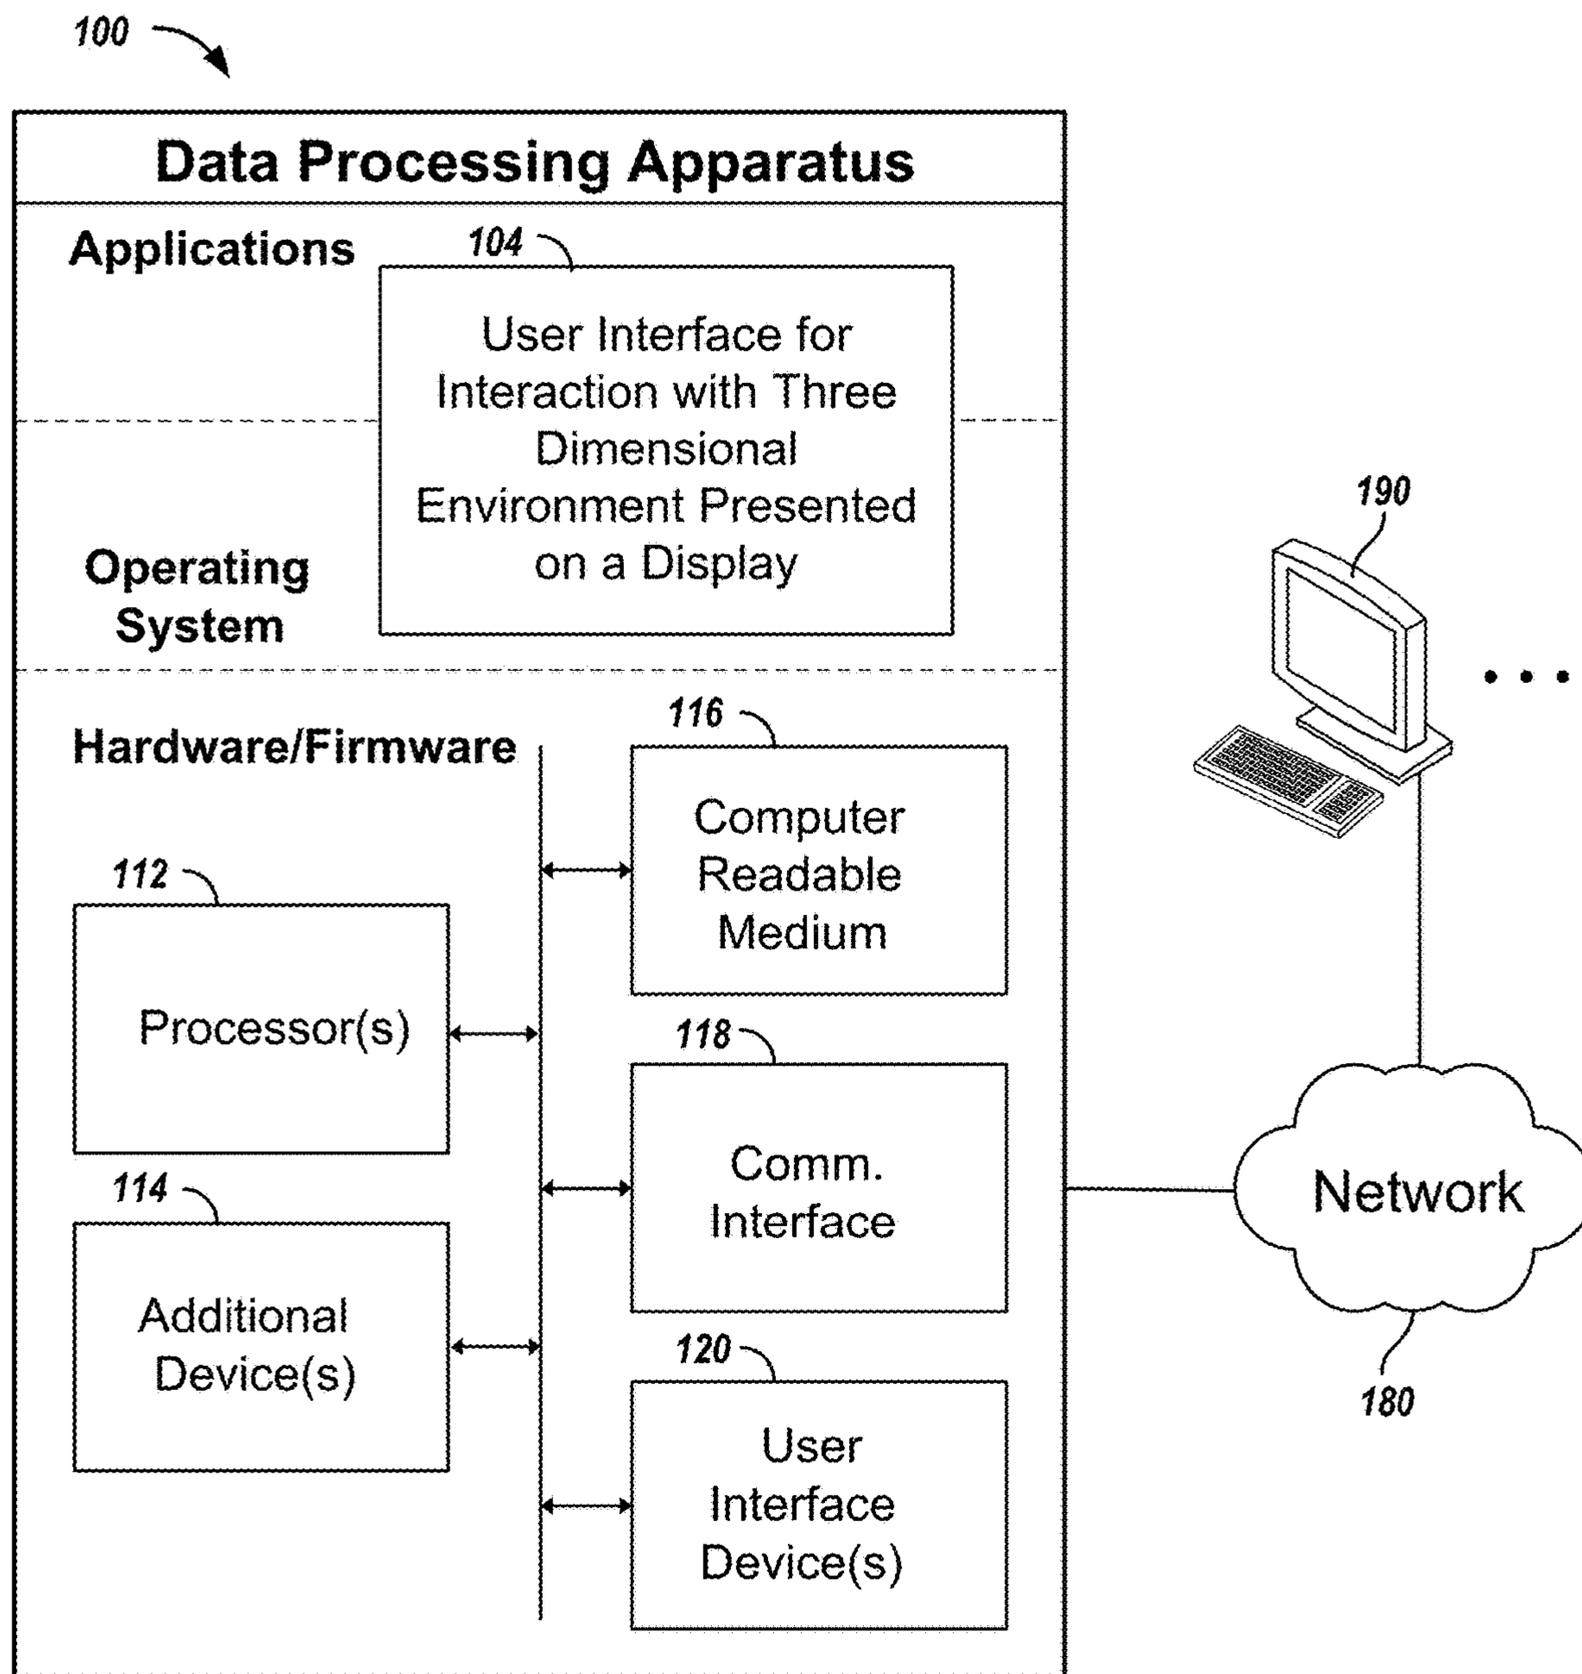 100
Data Processing Apparatus
Applications
104
User Interface for
Interaction with Three
Dimensional
Environment Presented
on a Display
Operating
System
190
Hardware/Firmware
116
Computer
Readable
Medium
112
Processor(s)
118
Comm.
Interface
Network
114
Additional
Device(s)
120
User
Interface
Device(s)
180